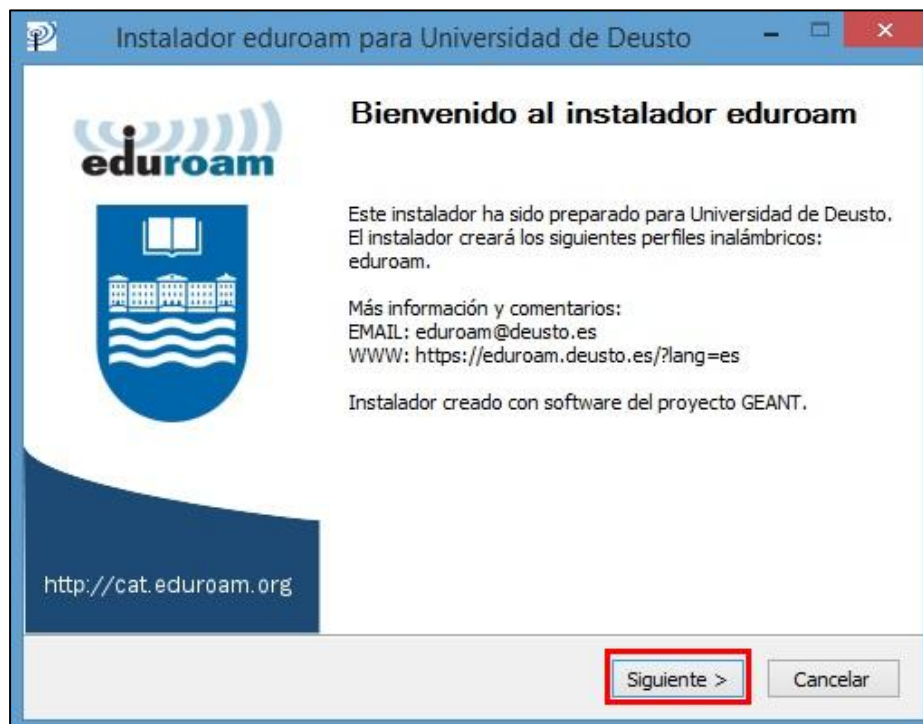 Instalador eduroam para Universidad de Deusto
eduroam
Bienvenido al instalador eduroam
Este instalador ha sido preparado para Universidad de Deusto.
El instalador creará los siguientes perfiles inalámbricos:
eduroam.
Más información y comentarios:
EMAIL: eduroam@deusto.es
WWW: https://eduroam.deusto.es/?lang=es
Instalador creado con software del proyecto GEANT.
http://cat.eduroam.org
Siguiente >
Cancelar